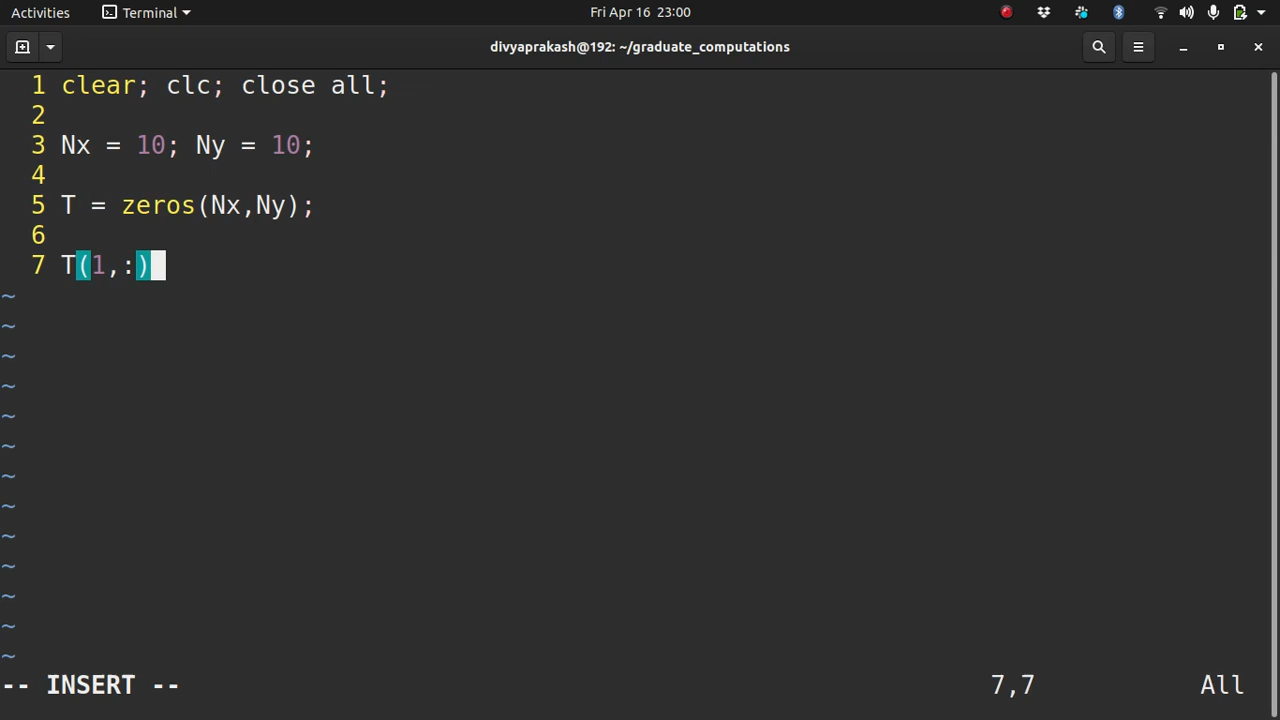 Activities Terminal Fri Apr 16 23:00
divyaprakash@192: ~/graduate_computations
1 clear; clc; close all;
2
3 Nx = 10; Ny = 10;
4
5 T = zeros(Nx,Ny);
6
7 T(1,:)
~
~
~
~
~
~
~
~
~
~
~
~
~
-- INSERT -- 7,7 All